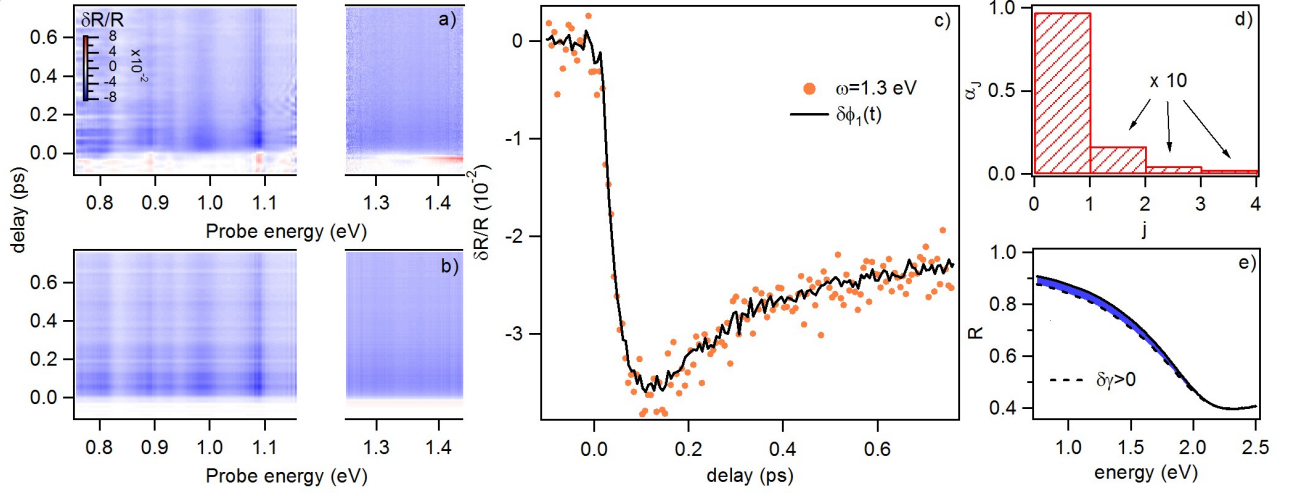 δR/R
8
4
0
-4
-8
x10⁻²
a)
0.6
0.4
0.2
0.0
0.8 0.9 1.0 1.1 1.3 1.4
Probe energy (eV)
delay (ps)
b)
0.6
0.4
0.2
0.0
0.8 0.9 1.0 1.1 1.3 1.4
Probe energy (eV)
c)
0
-1
-2
-3
δR/R (10⁻²)
ω=1.3 eV
δϕ₁(t)
0.0 0.2 0.4 0.6
delay (ps)
d)
1.0
0.5
0.0
αJ
x 10
0 1 2 3 4
j
e)
1.0
0.8
0.6
0.4
R
δγ>0
1.0 1.5 2.0 2.5
energy (eV)